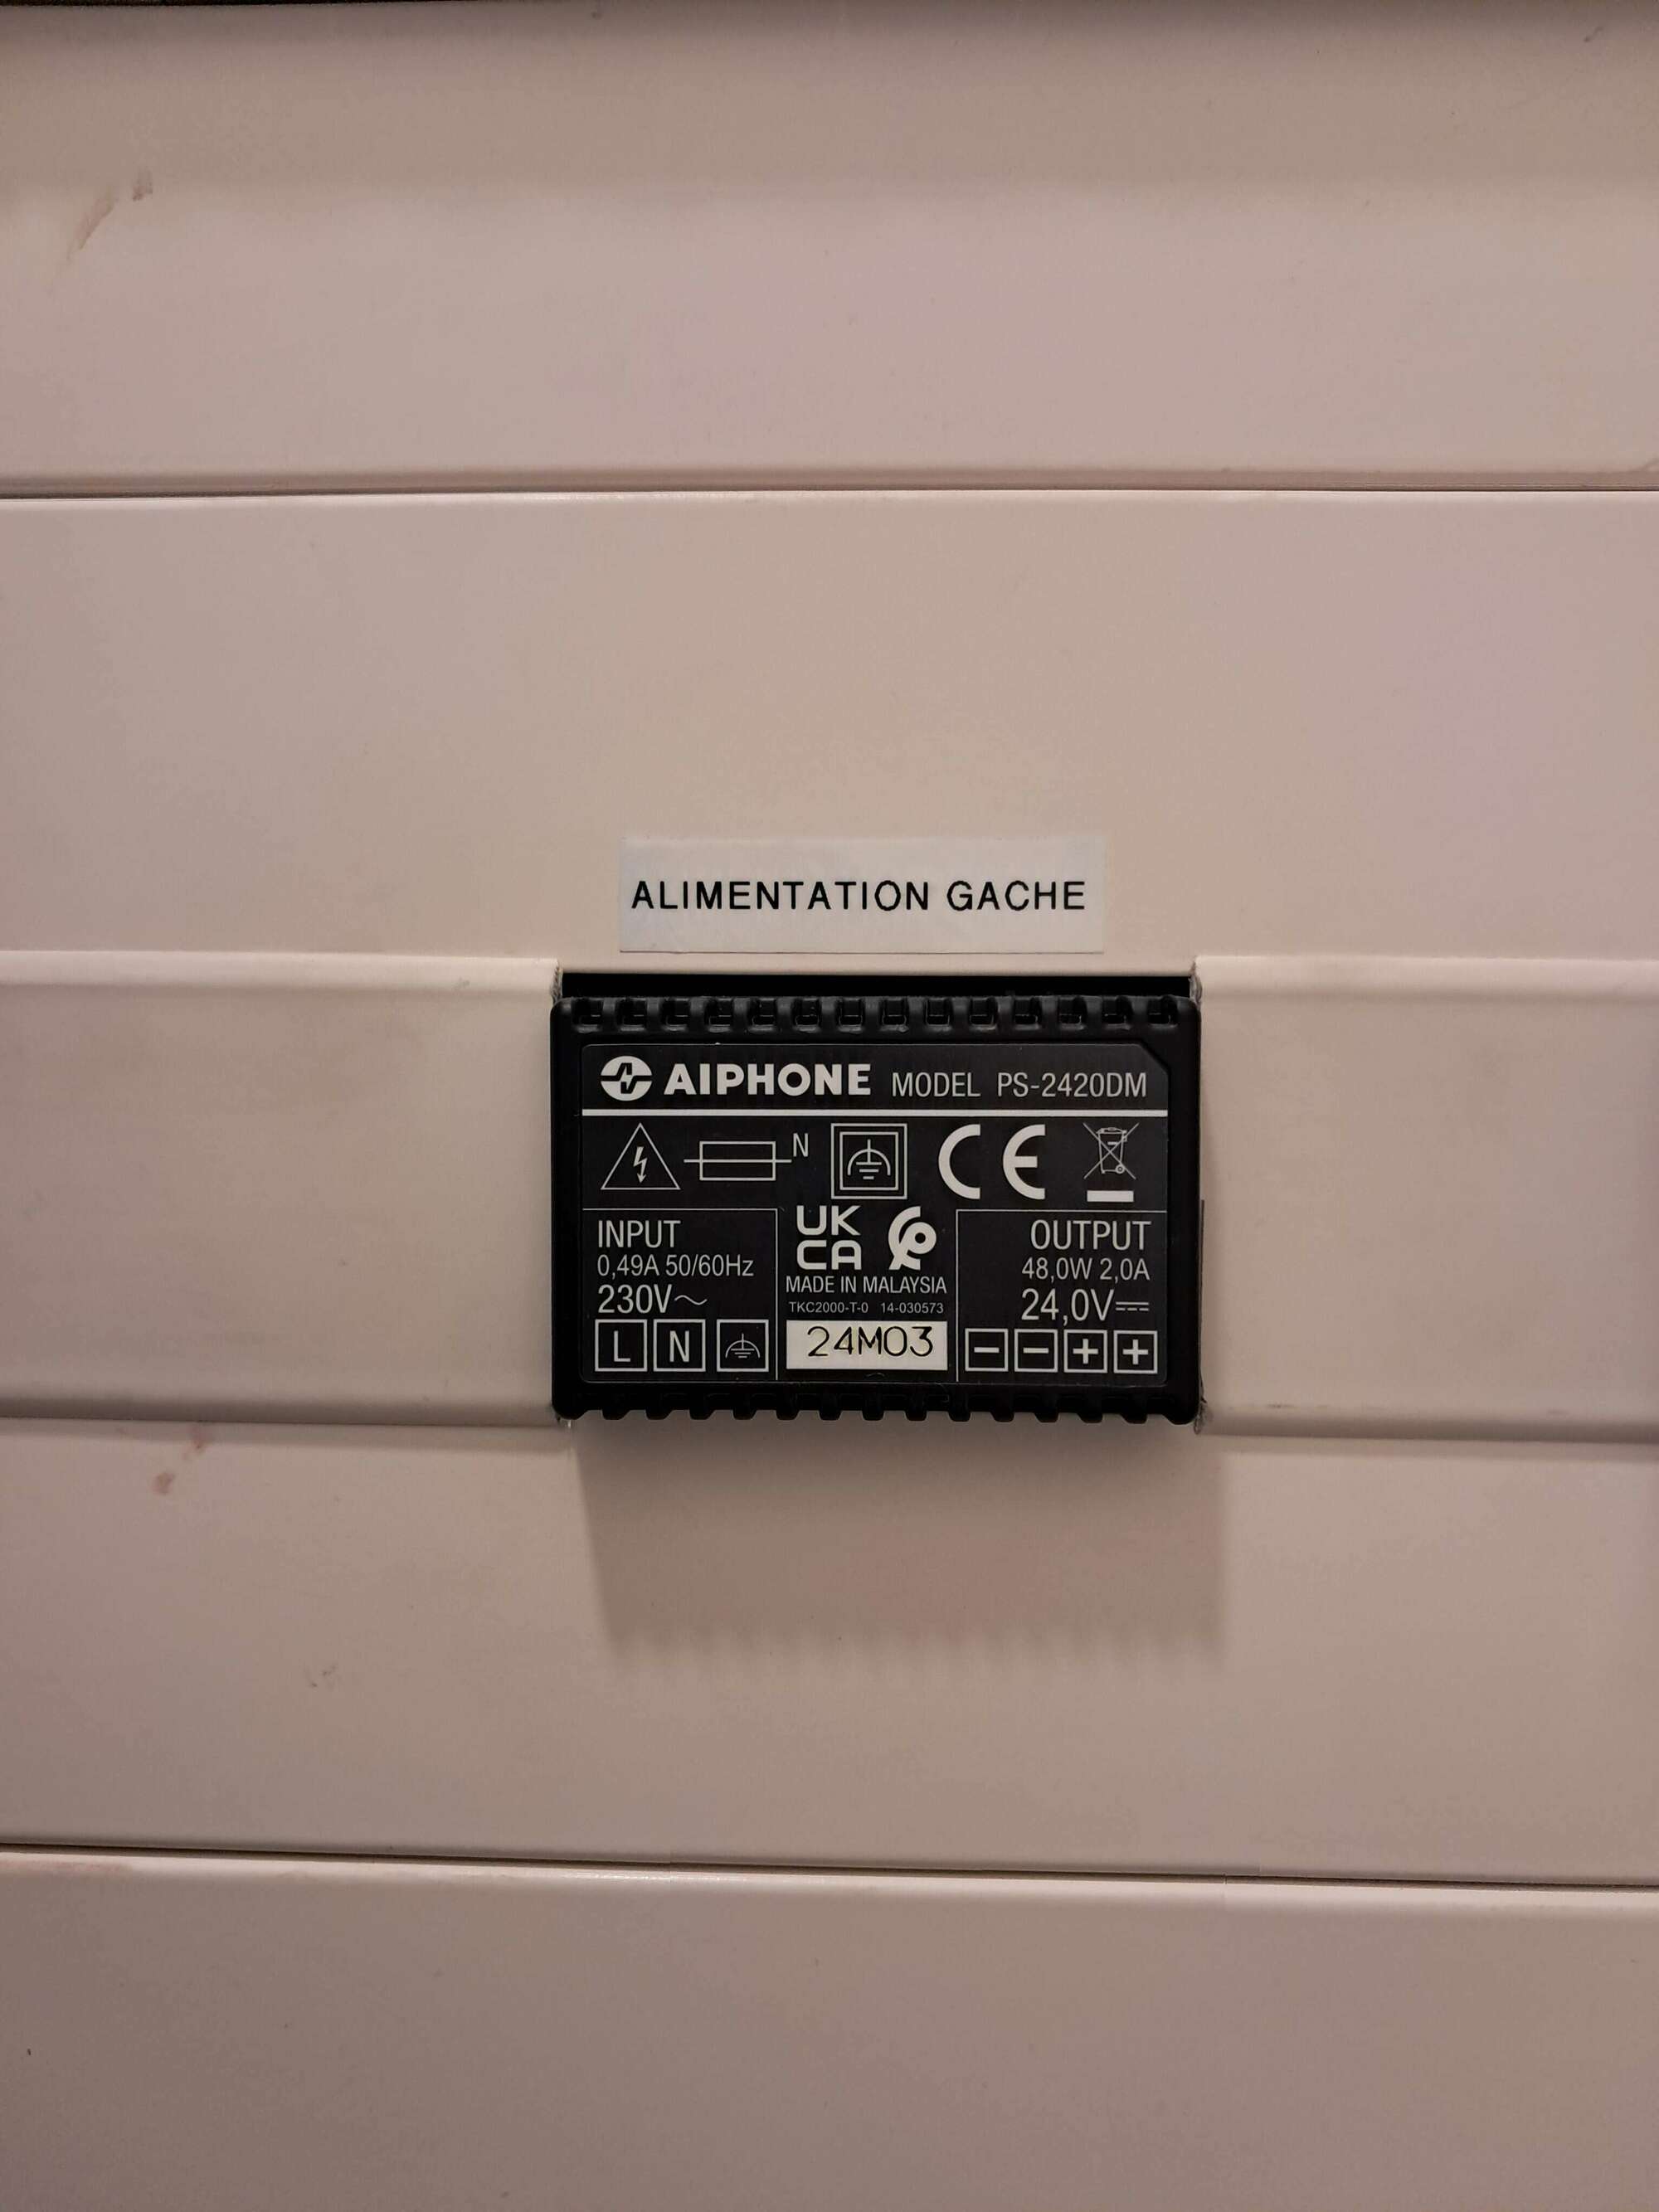 ALIMENTATION GACHE
AIPHONE MODEL PS-2420DM
N
CE
INPUT
0,49A 50/60Hz
230V~
L N
UK
CA
MADE IN MALAYSIA
TKC2000-T-0 14-030573
24M03
OUTPUT
48,0W 2,0A
24,0V⎓
− − + +